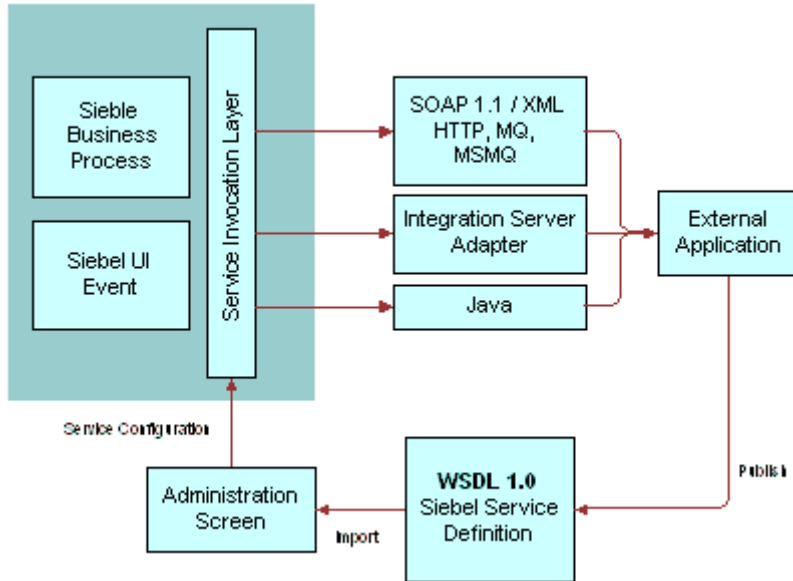 Sieble
Business
Process
Siebel UI
Event
Service Invocation Layer
SOAP 1.1 / XML
HTTP, MQ,
MSMQ
Integration Server
Adapter
Java
External
Application
Service Configuration
Administration
Screen
Import
WSDL 1.0
Siebel Service
Definition
Publish